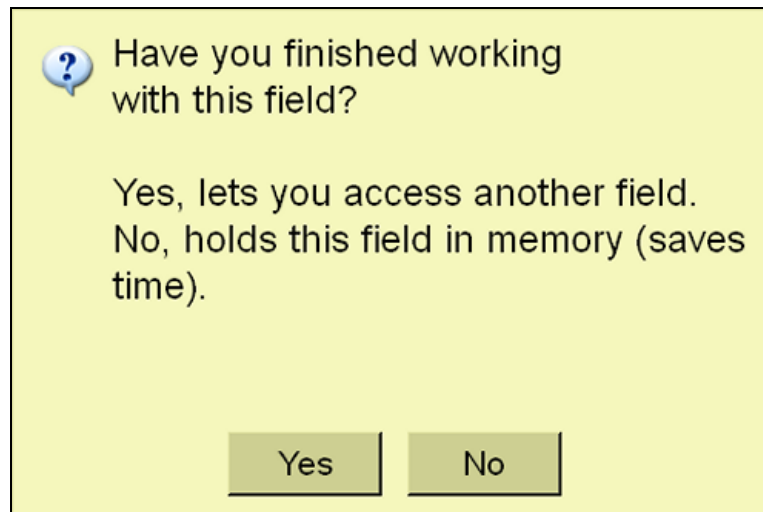 Have you finished working
with this field?
Yes, lets you access another field.
No, holds this field in memory (saves
time).
Yes No